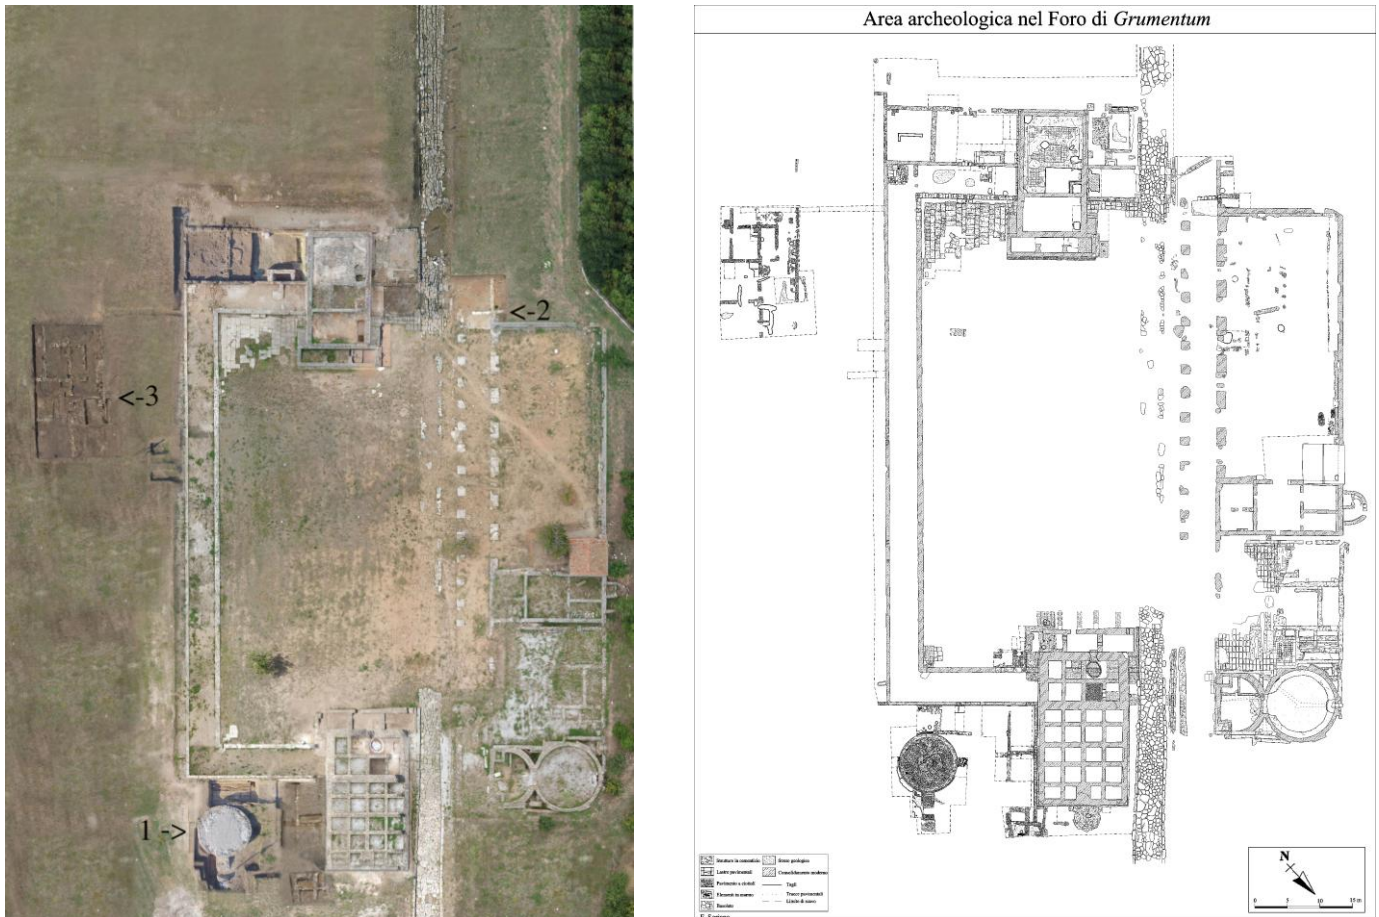 Area archeologica nel Foro di Grumentum
<-2
<-3
1 ->
Strutture in cementizio
Lastre pavimentali
Pavimento a ciottoli
Elementi in marmo
Basolato
Banco geologico
Consolidamento moderno
Tagli
Tracce pavimentali
Limite di scavo
N
0 5 10 15 m